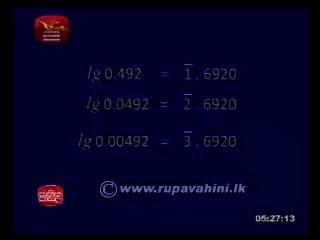 lg 0.492 = 1̅ . 6920
lg 0.0492 = 2̅ . 6920
lg 0.00492 = 3̅ . 6920
© www.rupavahini.lk
05:27:13